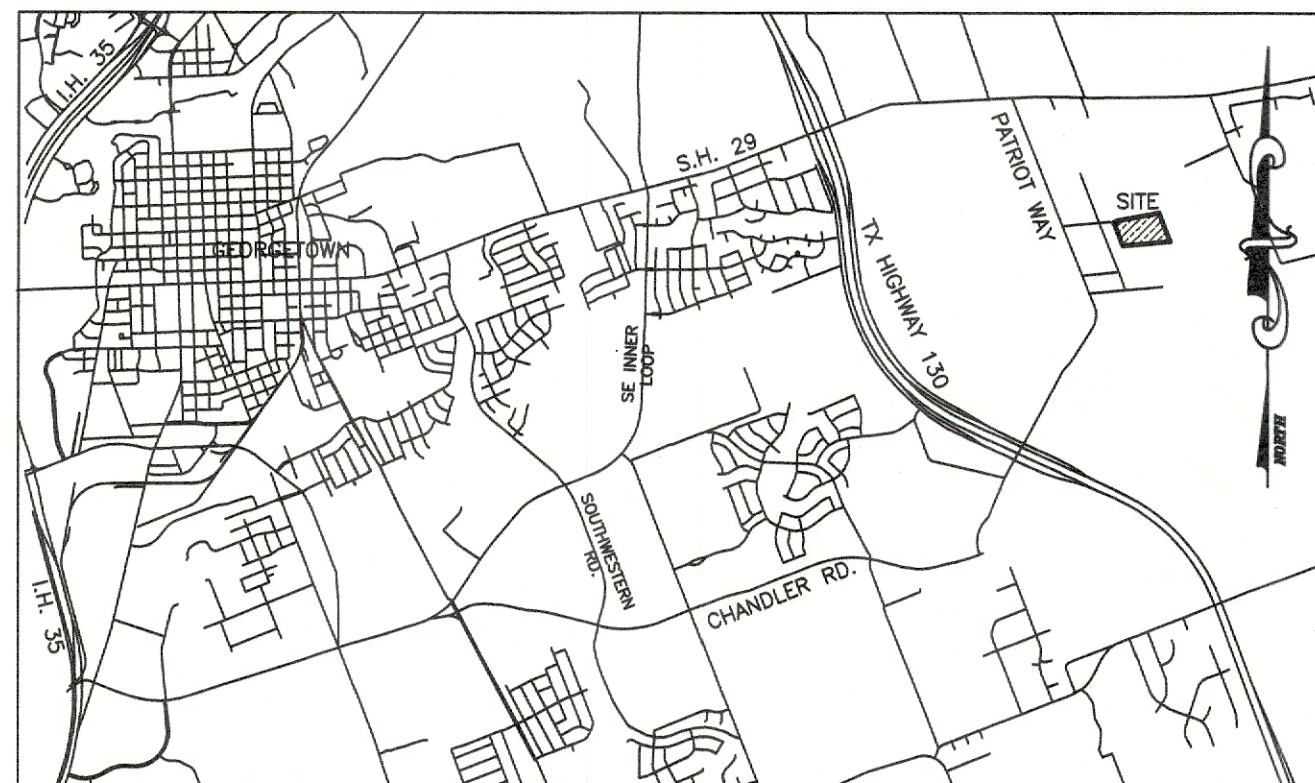 I.H. 35
S.H. 29
PATRIOT WAY
SITE
GEORGETOWN
TX HIGHWAY 130
SE INNER
LOOP
NORTH
SOUTHWESTERN
RD.
CHANDLER RD.
I.H. 35